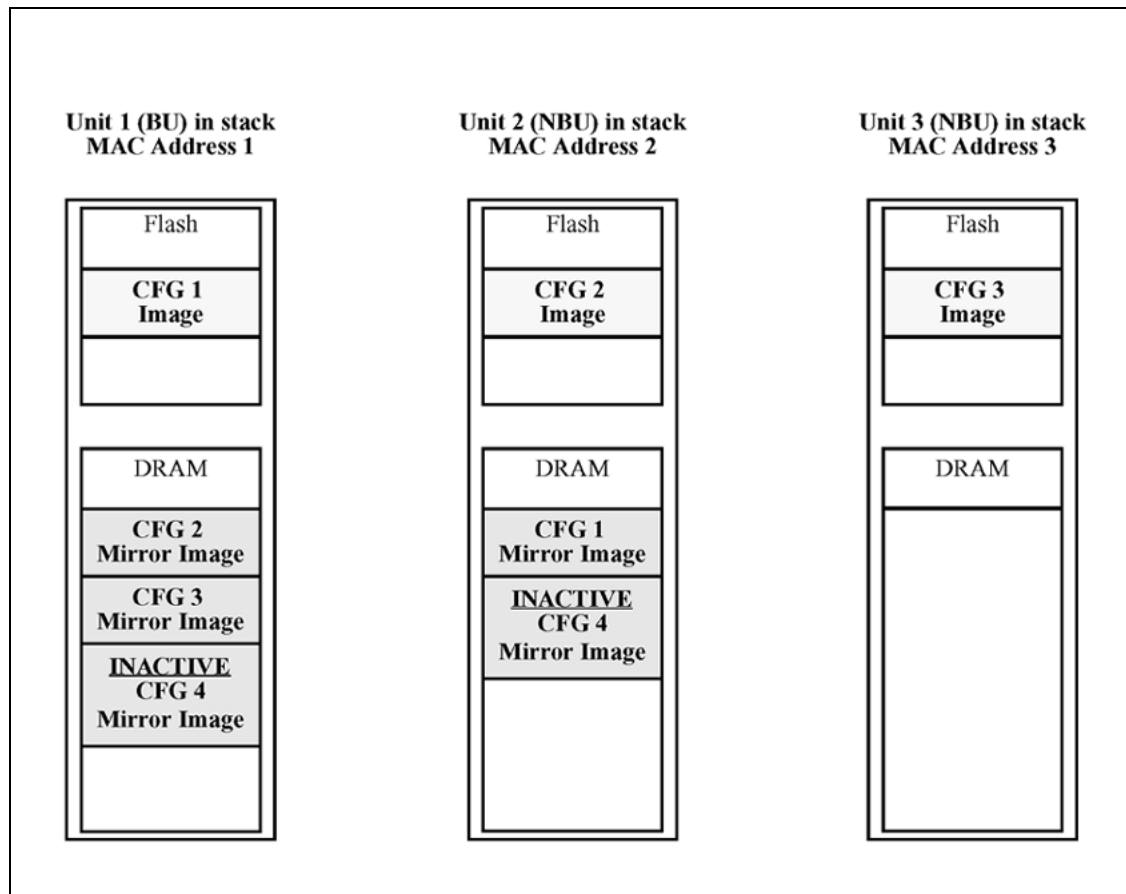 Unit 1 (BU) in stack
MAC Address 1
Flash
CFG 1
Image
DRAM
CFG 2
Mirror Image
CFG 3
Mirror Image
INACTIVE
CFG 4
Mirror Image
Unit 2 (NBU) in stack
MAC Address 2
Flash
CFG 2
Image
DRAM
CFG 1
Mirror Image
INACTIVE
CFG 4
Mirror Image
Unit 3 (NBU) in stack
MAC Address 3
Flash
CFG 3
Image
DRAM